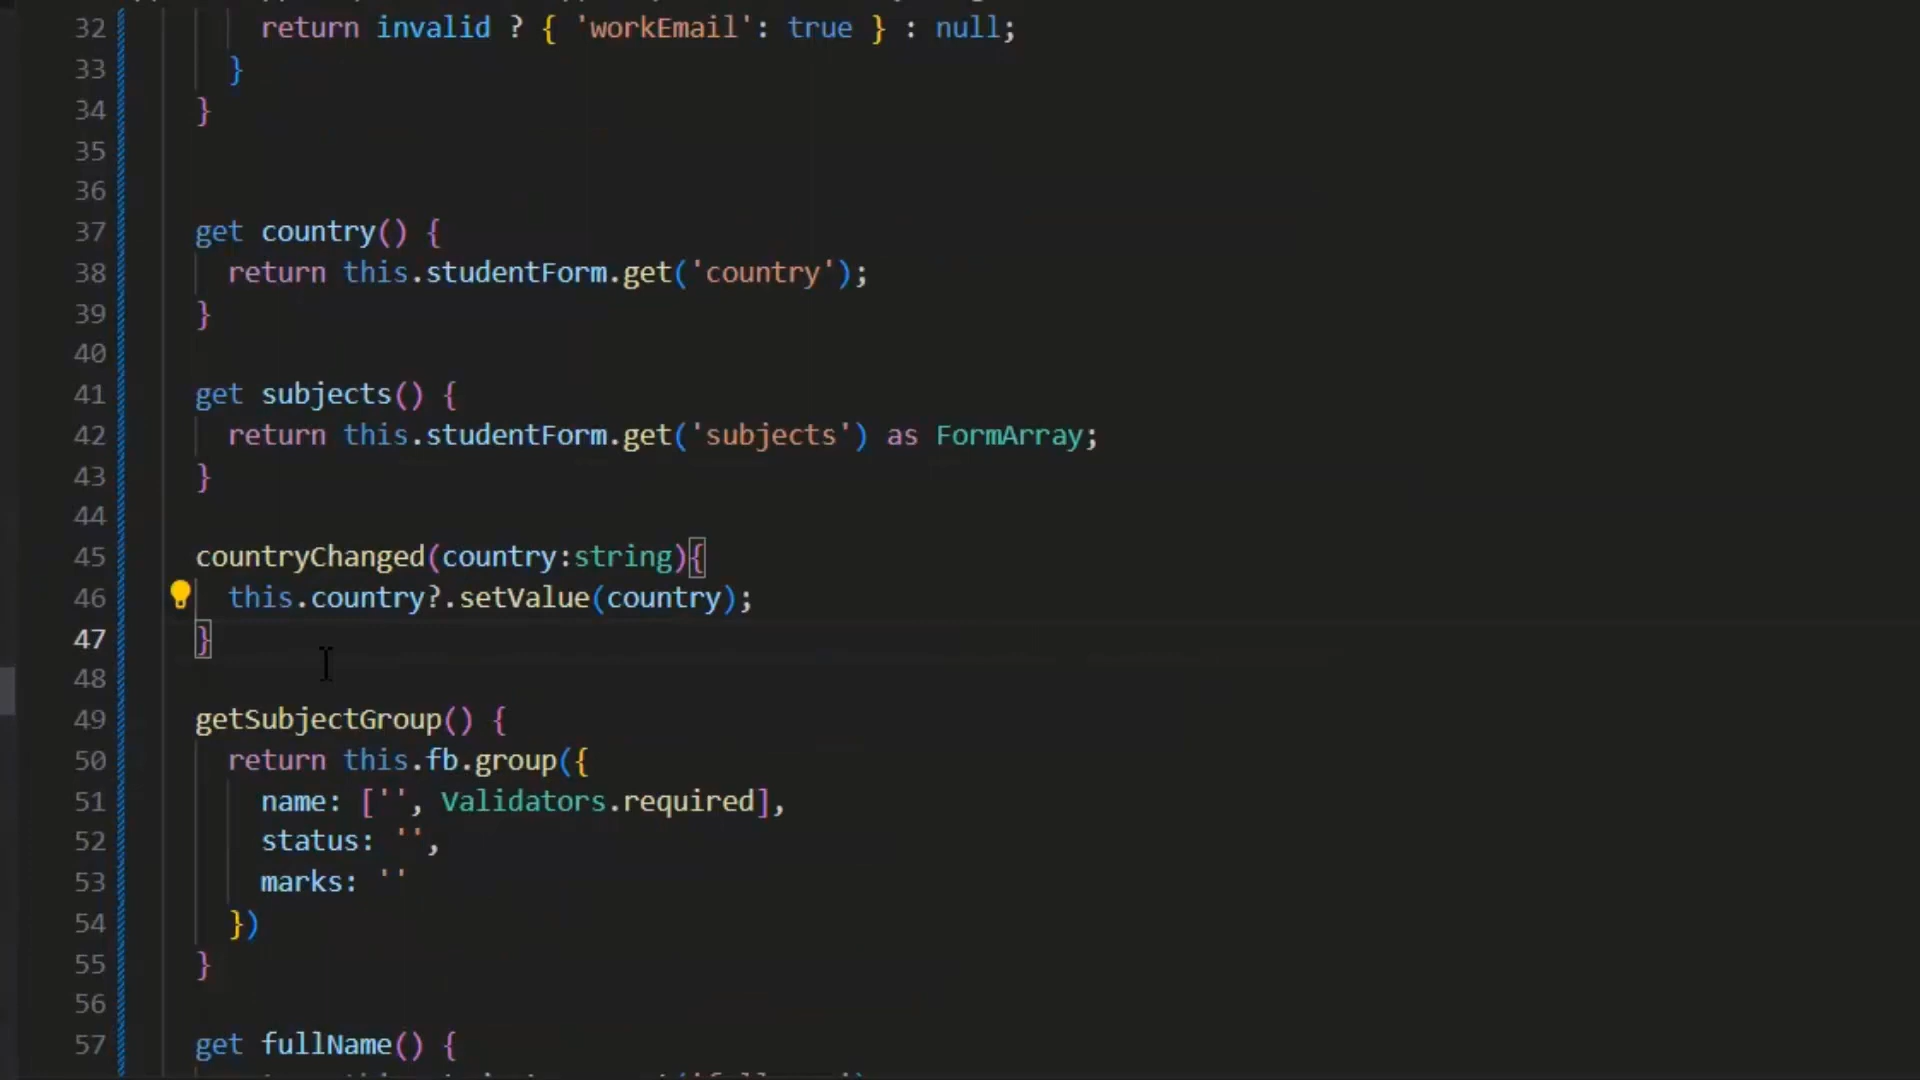 32 return invalid ? { 'workEmail': true } : null;
33 }
34 }
35
36
37 get country() {
38 return this.studentForm.get('country');
39 }
40
41 get subjects() {
42 return this.studentForm.get('subjects') as FormArray;
43 }
44
45 countryChanged(country:string){
46 this.country?.setValue(country);
47 }
48
49 getSubjectGroup() {
50 return this.fb.group({
51 name: ['', Validators.required],
52 status: '',
53 marks: ''
54 })
55 }
56
57 get fullName() {